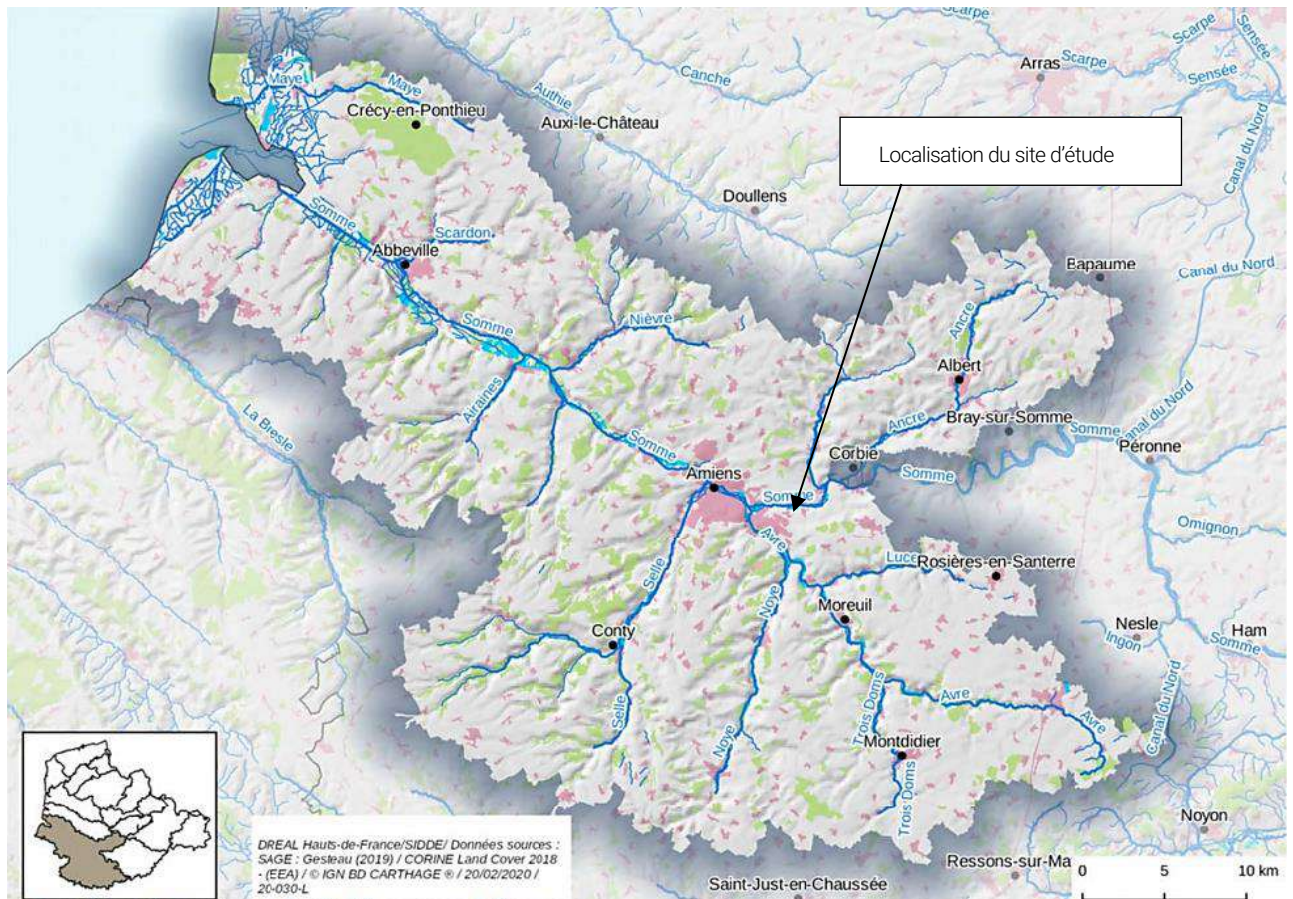 Maye
Maye
Crécy-en-Ponthieu
Authie
Auxi-le-Château
Canche
Scarpe
Scarpe
Arras
Scarpe
Sensée
Sensée
Canal du Nord
Localisation du site d'étude
Doullens
Somme
Scardon
Abbeville
Bapaume
Canal du Nord
Somme
Nièvre
Ancre
Albert
Airaines
La Bresle
Ancre
Bray-sur-Somme
Somme
Canal du Nord
Canal du Nord
Péronne
Somme
Corbie
Somme
Amiens
Somme
Omignon
Avre
Luce
Rosières-en-Santerre
Selle
Noye
Moreuil
Nesle
Ingon
Ham
Somme
Conty
Selle
Noye
Trois Doms
Avre
Avre
Canal du Nord
Montdidier
Trois Doms
Noyon
DREAL Hauts-de-France/SIDDE/ Données sources :
SAGE : Gesteau (2019) / CORINE Land Cover 2018
- (EEA) / © IGN BD CARTHAGE ® / 20/02/2020 /
20-030-L
Ressons-sur-Ma
Saint-Just-en-Chaussée
0 5 10 km